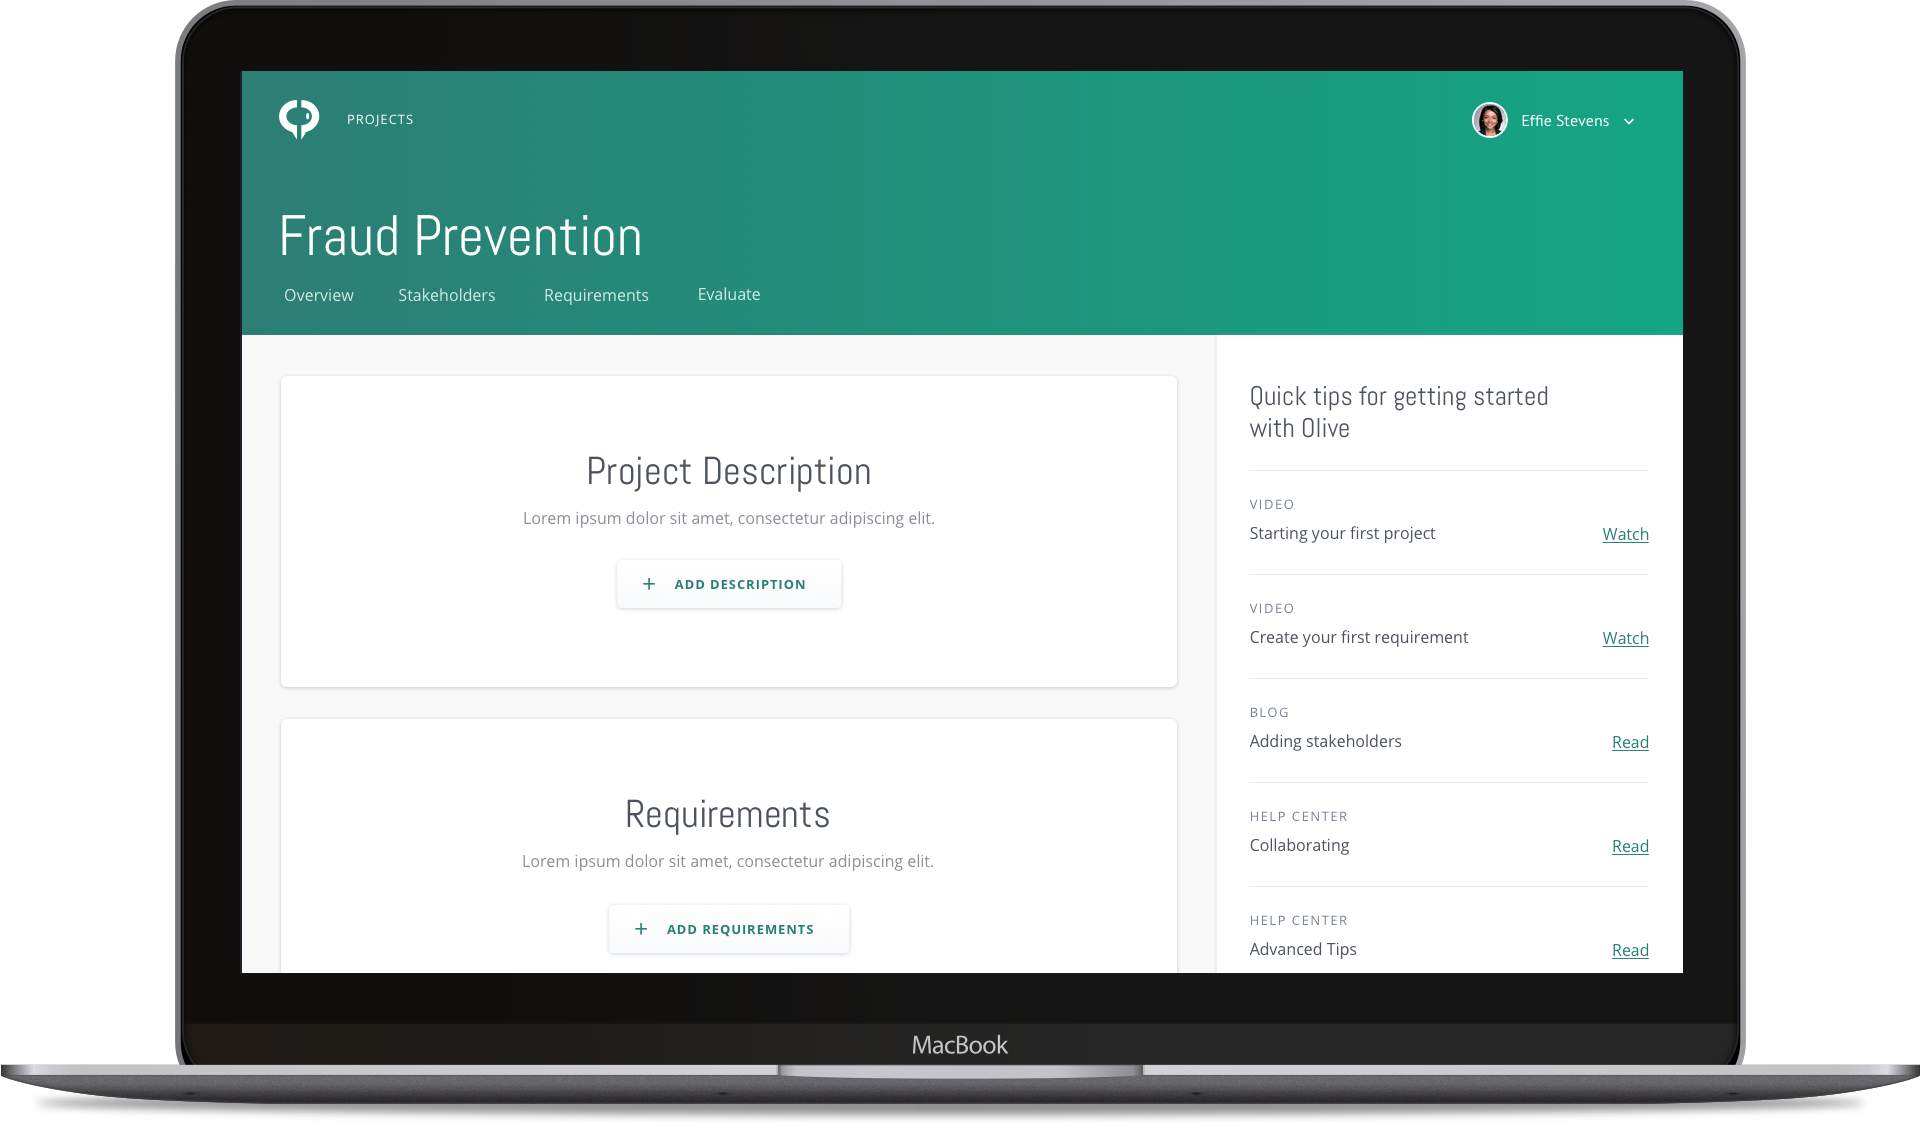 PROJECTS
Effie Stevens
Fraud Prevention
Overview Stakeholders Requirements Evaluate
Project Description
Lorem ipsum dolor sit amet, consectetur adipiscing elit.
+ ADD DESCRIPTION
Requirements
Lorem ipsum dolor sit amet, consectetur adipiscing elit.
+ ADD REQUIREMENTS
Quick tips for getting started
with Olive
VIDEO
Starting your first project Watch
VIDEO
Create your first requirement Watch
BLOG
Adding stakeholders Read
HELP CENTER
Collaborating Read
HELP CENTER
Advanced Tips Read
MacBook